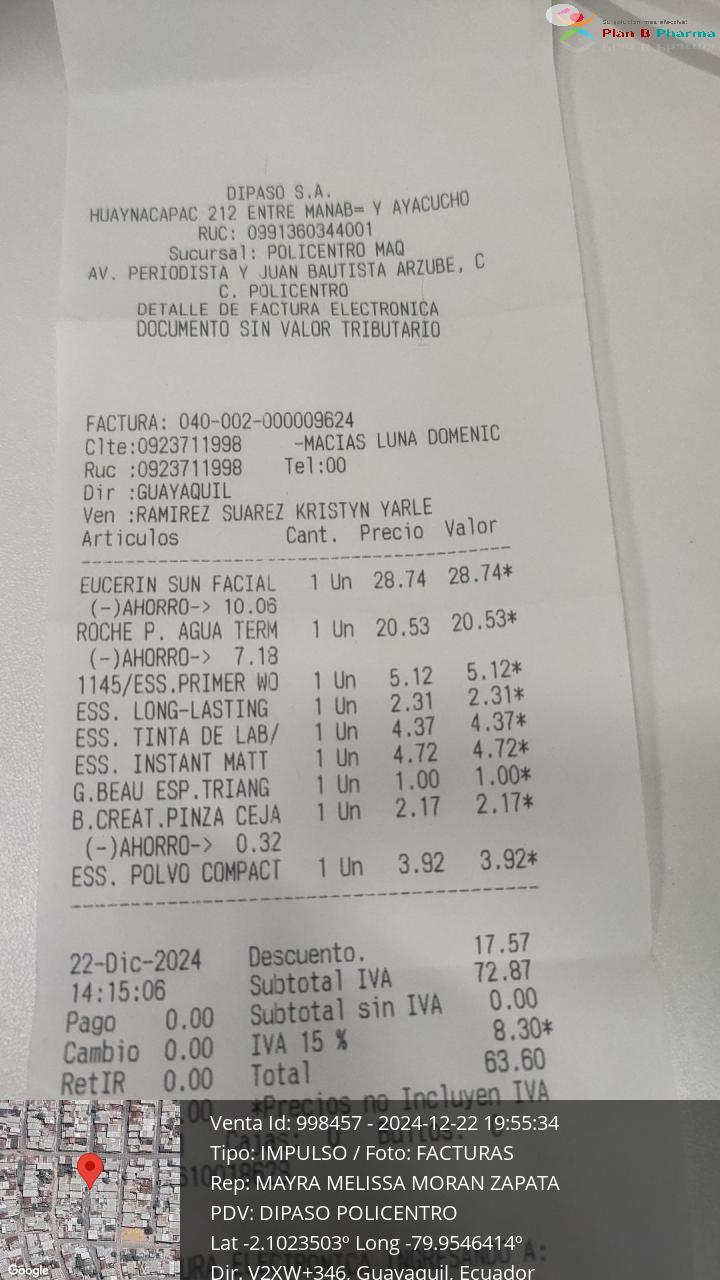 Su solución mas efectiva!
Plan B Pharma
DIPASO S.A.
HUAYNACAPAC 212 ENTRE MANAB= Y AYACUCHO
RUC: 0991360344001
Sucursal: POLICENTRO MAQ
AV. PERIODISTA Y JUAN BAUTISTA ARZUBE, C
C. POLICENTRO
DETALLE DE FACTURA ELECTRONICA
DOCUMENTO SIN VALOR TRIBUTARIO
FACTURA: 040-002-000009624
Clte:0923711998 -MACIAS LUNA DOMENIC
Ruc :0923711998 Tel:00
Dir :GUAYAQUIL
Ven :RAMIREZ SUAREZ KRISTYN YARLE
Articulos Cant. Precio Valor
EUCERIN SUN FACIAL 1 Un 28.74 28.74*
(-)AHORRO-> 10.06
ROCHE P. AGUA TERM 1 Un 20.53 20.53*
(-)AHORRO-> 7.18
1145/ESS.PRIMER WO 1 Un 5.12 5.12*
ESS. LONG-LASTING 1 Un 2.31 2.31*
ESS. TINTA DE LAB/ 1 Un 4.37 4.37*
ESS. INSTANT MATT 1 Un 4.72 4.72*
G.BEAU ESP.TRIANG 1 Un 1.00 1.00*
B.CREAT.PINZA CEJA 1 Un 2.17 2.17*
(-)AHORRO-> 0.32
ESS. POLVO COMPACT 1 Un 3.92 3.92*
22-Dic-2024 Descuento. 17.57
14:15:06 Subtotal IVA 72.87
Pago 0.00 Subtotal sin IVA 0.00
Cambio 0.00 IVA 15 % 8.30*
RetIR 0.00 Total 63.60
.00 *Precios no Incluyen IVA
Venta Id: 998457 - 2024-12-22 19:55:34
Tipo: IMPULSO / Foto: FACTURAS
Rep: MAYRA MELISSA MORAN ZAPATA
PDV: DIPASO POLICENTRO
Lat -2.1023503º Long -79.9546414º
Dir. V2XW+346, Guayaquil, Ecuador
Google